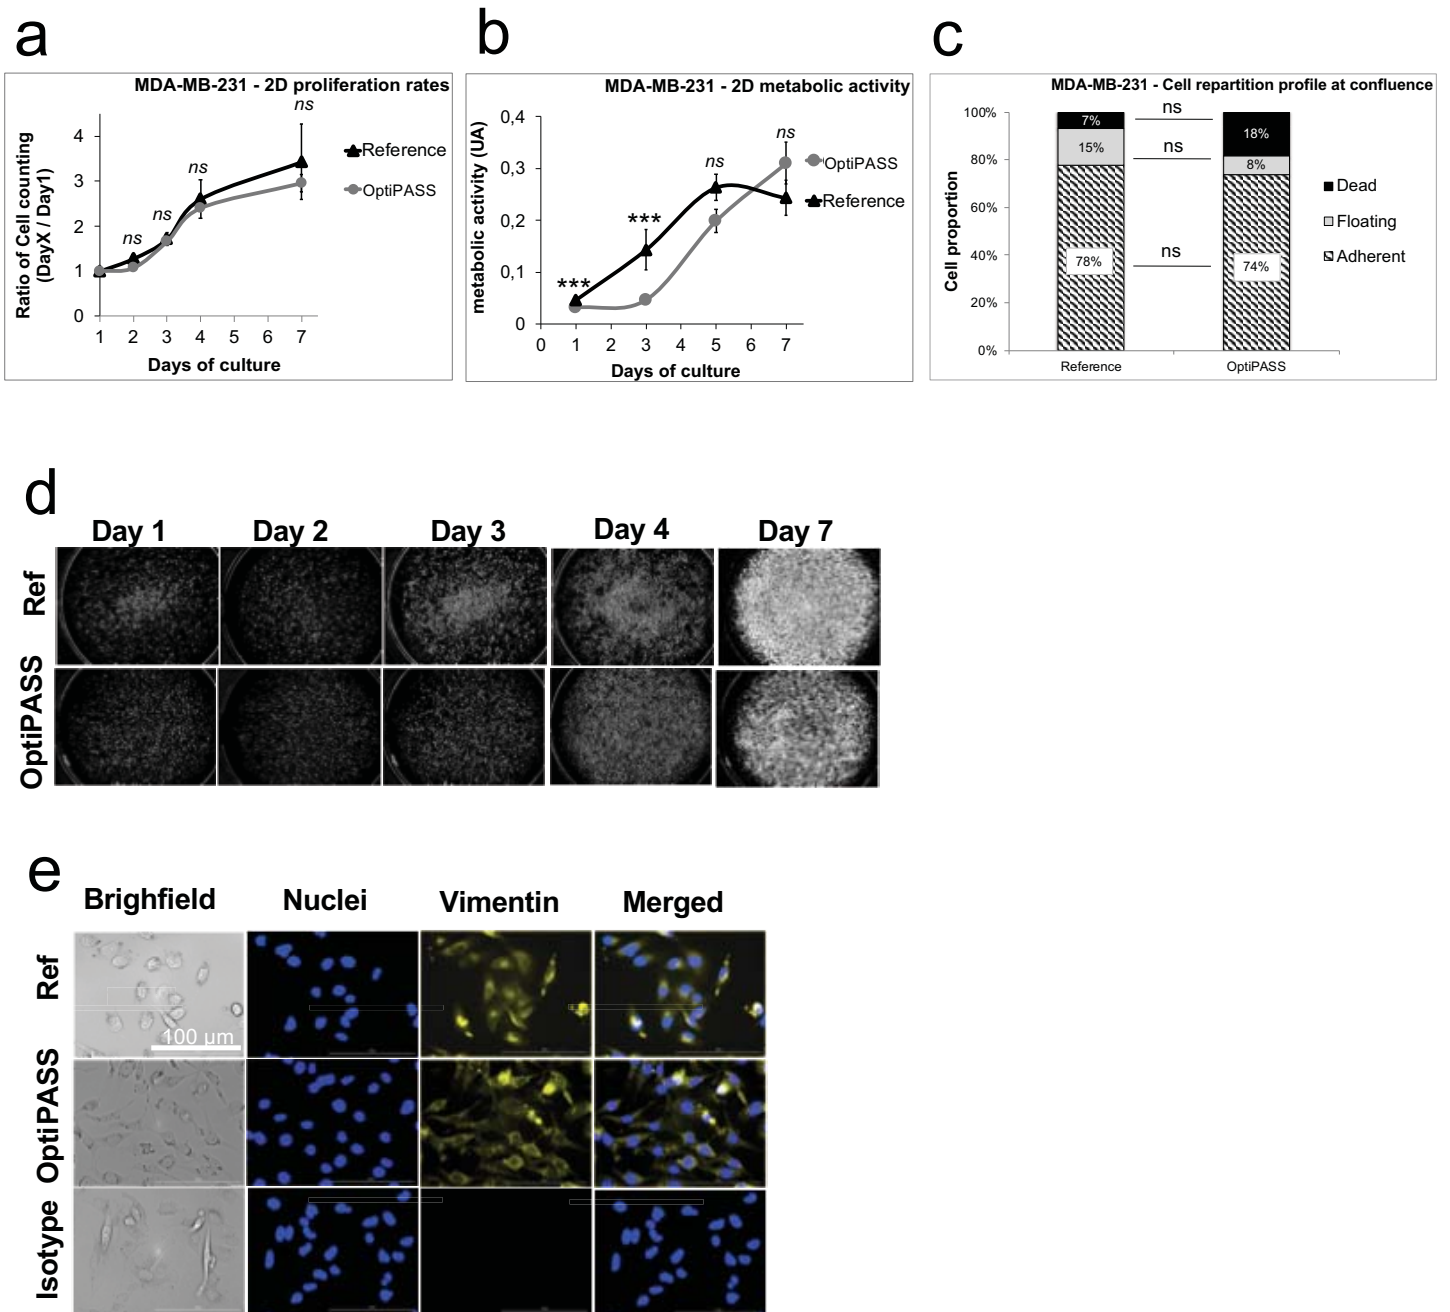 a
MDA-MB-231 - 2D proliferation rates
Ratio of Cell counting
(DayX / Day1)
4
3
2
1
0
ns
ns
ns
ns
Reference
OptiPASS
1 2 3 4 5 6 7
Days of culture
b
MDA-MB-231 - 2D metabolic activity
metabolic activity (UA)
0,4
0,3
0,2
0,1
0
***
***
ns
ns
OptiPASS
Reference
0 1 2 3 4 5 6 7
Days of culture
c
MDA-MB-231 - Cell repartition profile at confluence
Cell proportion
100%
80%
60%
40%
20%
0%
7%
15%
78%
ns
ns
ns
18%
8%
74%
Dead
Floating
Adherent
Reference OptiPASS
d
Day 1 Day 2 Day 3 Day 4 Day 7
Ref
OptiPASS
e
Brighfield Nuclei Vimentin Merged
Ref
100 µm
OptiPASS
Isotype